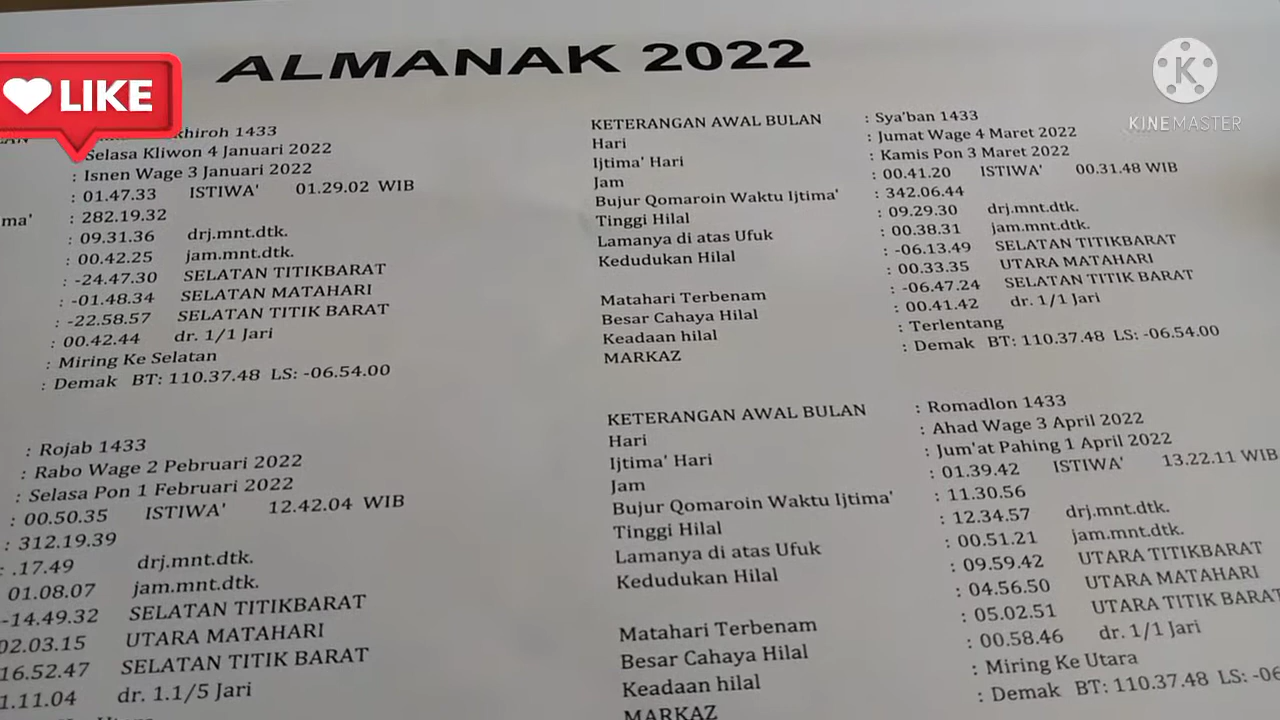 ALMANAK 2022
LIKE
KINEMASTER
khiroh 1433
Selasa Kliwon 4 Januari 2022
: Isnen Wage 3 Januari 2022
: 01.47.33 ISTIWA' 01.29.02 WIB
ma' : 282.19.32
: 09.31.36 drj.mnt.dtk.
: 00.42.25 jam.mnt.dtk.
: -24.47.30 SELATAN TITIKBARAT
: -01.48.34 SELATAN MATAHARI
: -22.58.57 SELATAN TITIK BARAT
: 00.42.44 dr. 1/1 Jari
: Miring Ke Selatan
: Demak BT: 110.37.48 LS: -06.54.00
: Rojab 1433
: Rabo Wage 2 Pebruari 2022
: Selasa Pon 1 Februari 2022
: 00.50.35 ISTIWA' 12.42.04 WIB
: 312.19.39
: .17.49 drj.mnt.dtk.
01.08.07 jam.mnt.dtk.
-14.49.32 SELATAN TITIKBARAT
02.03.15 UTARA MATAHARI
16.52.47 SELATAN TITIK BARAT
1.11.04 dr. 1.1/5 Jari
KETERANGAN AWAL BULAN : Sya'ban 1433
Hari : Jumat Wage 4 Maret 2022
Ijtima' Hari : Kamis Pon 3 Maret 2022
Jam : 00.41.20 ISTIWA' 00.31.48 WIB
Bujur Qomaroin Waktu Ijtima' : 342.06.44
Tinggi Hilal : 09.29.30 drj.mnt.dtk.
Lamanya di atas Ufuk : 00.38.31 jam.mnt.dtk.
Kedudukan Hilal : -06.13.49 SELATAN TITIKBARAT
: 00.33.35 UTARA MATAHARI
Matahari Terbenam : -06.47.24 SELATAN TITIK BARAT
Besar Cahaya Hilal : 00.41.42 dr. 1/1 Jari
Keadaan hilal : Terlentang
MARKAZ : Demak BT: 110.37.48 LS: -06.54.00
KETERANGAN AWAL BULAN : Romadlon 1433
Hari : Ahad Wage 3 April 2022
Ijtima' Hari : Jum'at Pahing 1 April 2022
Jam : 01.39.42 ISTIWA' 13.22.11 WIB
Bujur Qomaroin Waktu Ijtima' : 11.30.56
Tinggi Hilal : 12.34.57 drj.mnt.dtk.
Lamanya di atas Ufuk : 00.51.21 jam.mnt.dtk.
Kedudukan Hilal : 09.59.42 UTARA TITIKBARAT
: 04.56.50 UTARA MATAHARI
Matahari Terbenam : 05.02.51 UTARA TITIK BARAT
Besar Cahaya Hilal : 00.58.46 dr. 1/1 Jari
Keadaan hilal : Miring Ke Utara
MARKAZ : Demak BT: 110.37.48 LS: -06